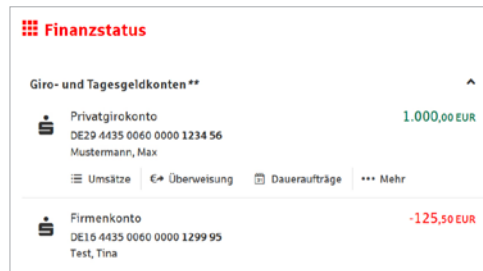 Finanzstatus
Giro- und Tagesgeldkonten**
Privatgirokonto 1.000,00 EUR
DE29 4435 0060 0000 1234 56
Mustermann, Max
Umsätze €→ Überweisung Daueraufträge ••• Mehr
Firmenkonto -125,50 EUR
DE16 4435 0060 0000 1299 95
Test, Tina